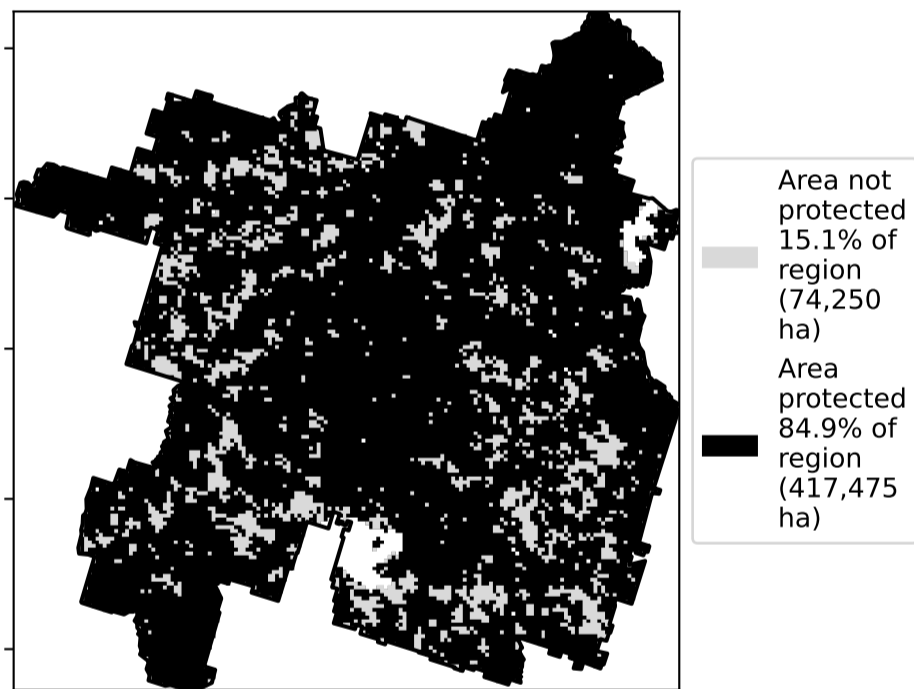 Area not
protected
15.1% of
region
(74,250
ha)
Area
protected
84.9% of
region
(417,475
ha)